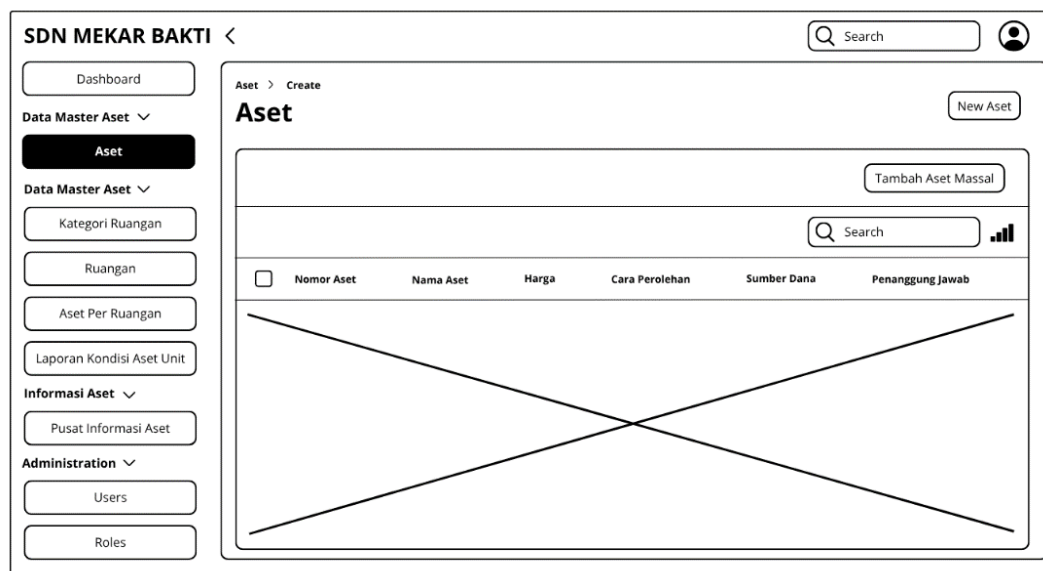 SDN MEKAR BAKTI
Search
Dashboard
Data Master Aset
Aset
Data Master Aset
Kategori Ruangan
Ruangan
Aset Per Ruangan
Laporan Kondisi Aset Unit
Informasi Aset
Pusat Informasi Aset
Administration
Users
Roles
Aset > Create
Aset
New Aset
Tambah Aset Massal
Search
Nomor Aset Nama Aset Harga Cara Perolehan Sumber Dana Penanggung Jawab